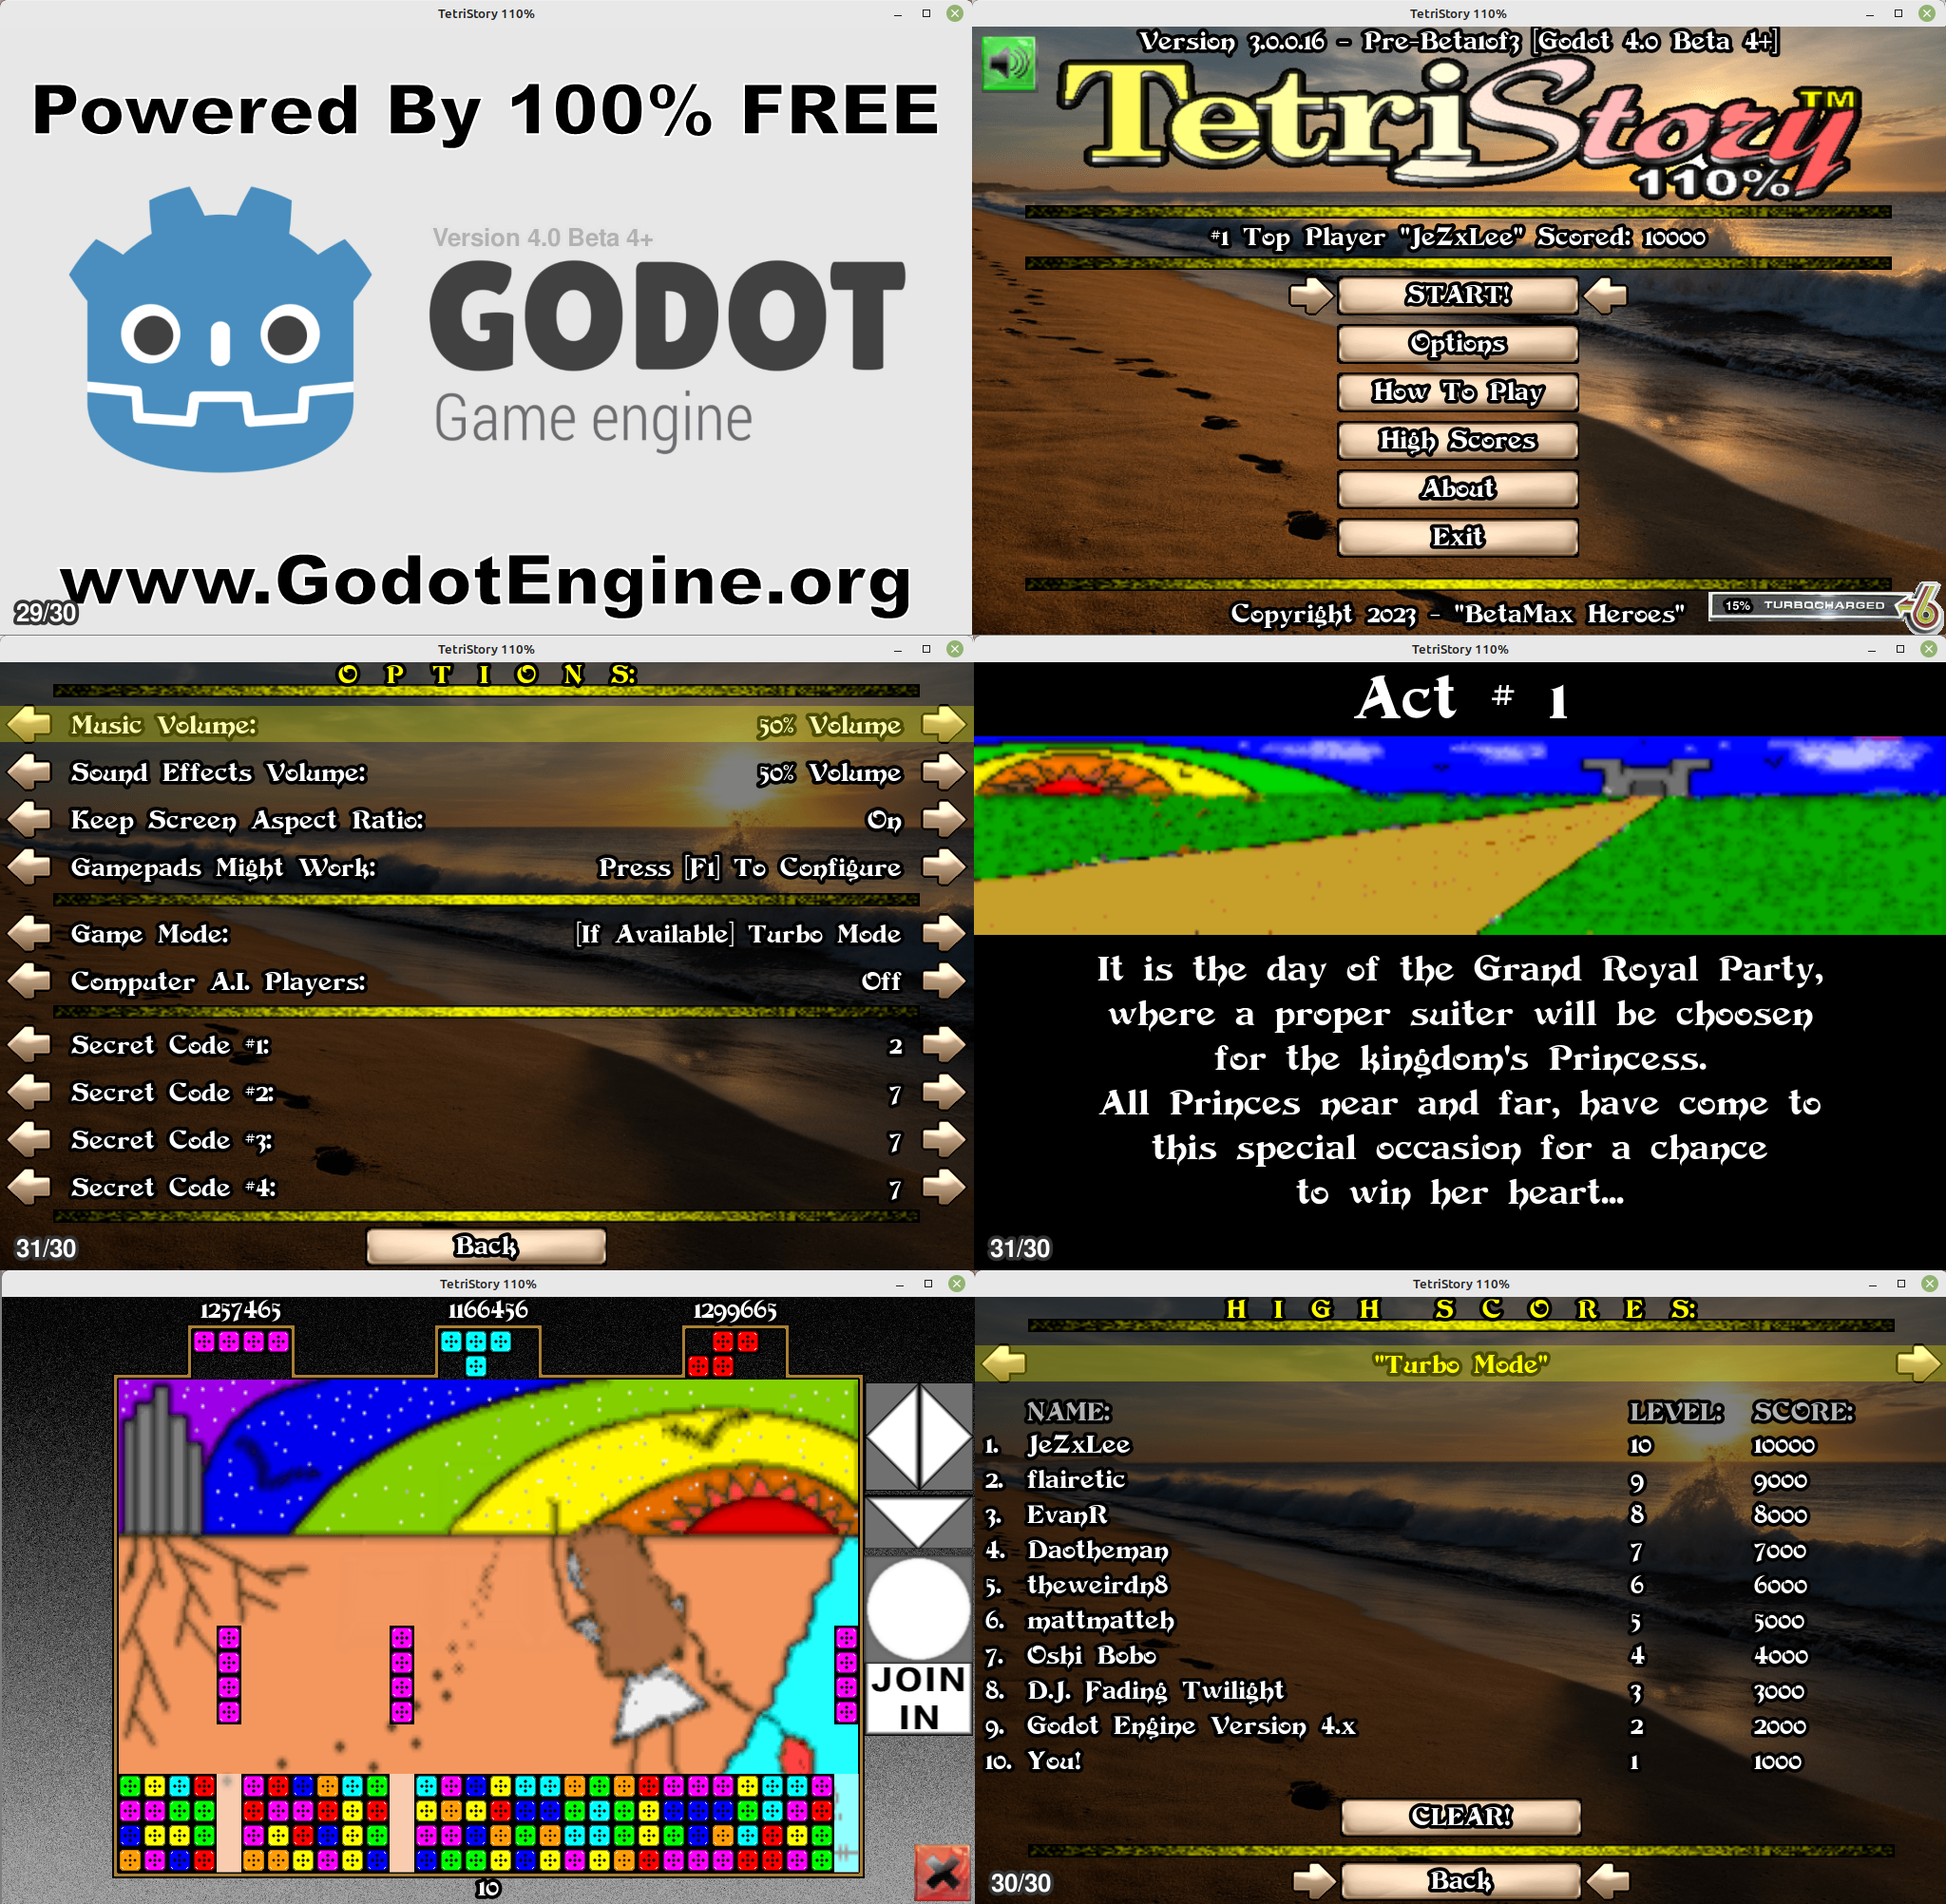 TetriStory 110%
Powered By 100% FREE
Version 4.0 Beta 4+
GODOT
Game engine
www.GodotEngine.org
29/30
TetriStory 110%
Version 3.0.0.16 - Pre-Beta1of3 [Godot 4.0 Beta 4+]
TetriStory™
110%
#1 Top Player "JeZxLee" Scored: 10000
START!
Options
How To Play
High Scores
About
Exit
Copyright 2023 - "BetaMax Heroes"
15% TURBOCHARGED 6
TetriStory 110%
O P T I O N S:
Music Volume: 50% Volume
Sound Effects Volume: 50% Volume
Keep Screen Aspect Ratio: On
Gamepads Might Work: Press [F1] To Configure
Game Mode: [If Available] Turbo Mode
Computer A.I. Players: Off
Secret Code #1: 2
Secret Code #2: 7
Secret Code #3: 7
Secret Code #4: 7
Back
31/30
TetriStory 110%
Act # 1
It is the day of the Grand Royal Party,
where a proper suiter will be choosen
for the kingdom's Princess.
All Princes near and far, have come to
this special occasion for a chance
to win her heart...
31/30
TetriStory 110%
1257465 1166456 1299665
JOIN
IN
10
TetriStory 110%
H I G H S C O R E S:
"Turbo Mode"
NAME: LEVEL: SCORE:
1. JeZxLee 10 10000
2. flairetic 9 9000
3. EvanR 8 8000
4. Daotheman 7 7000
5. theweirdn8 6 6000
6. mattmatteh 5 5000
7. Oshi Bobo 4 4000
8. D.J. Fading Twilight 3 3000
9. Godot Engine Version 4.x 2 2000
10. You! 1 1000
CLEAR!
Back
30/30